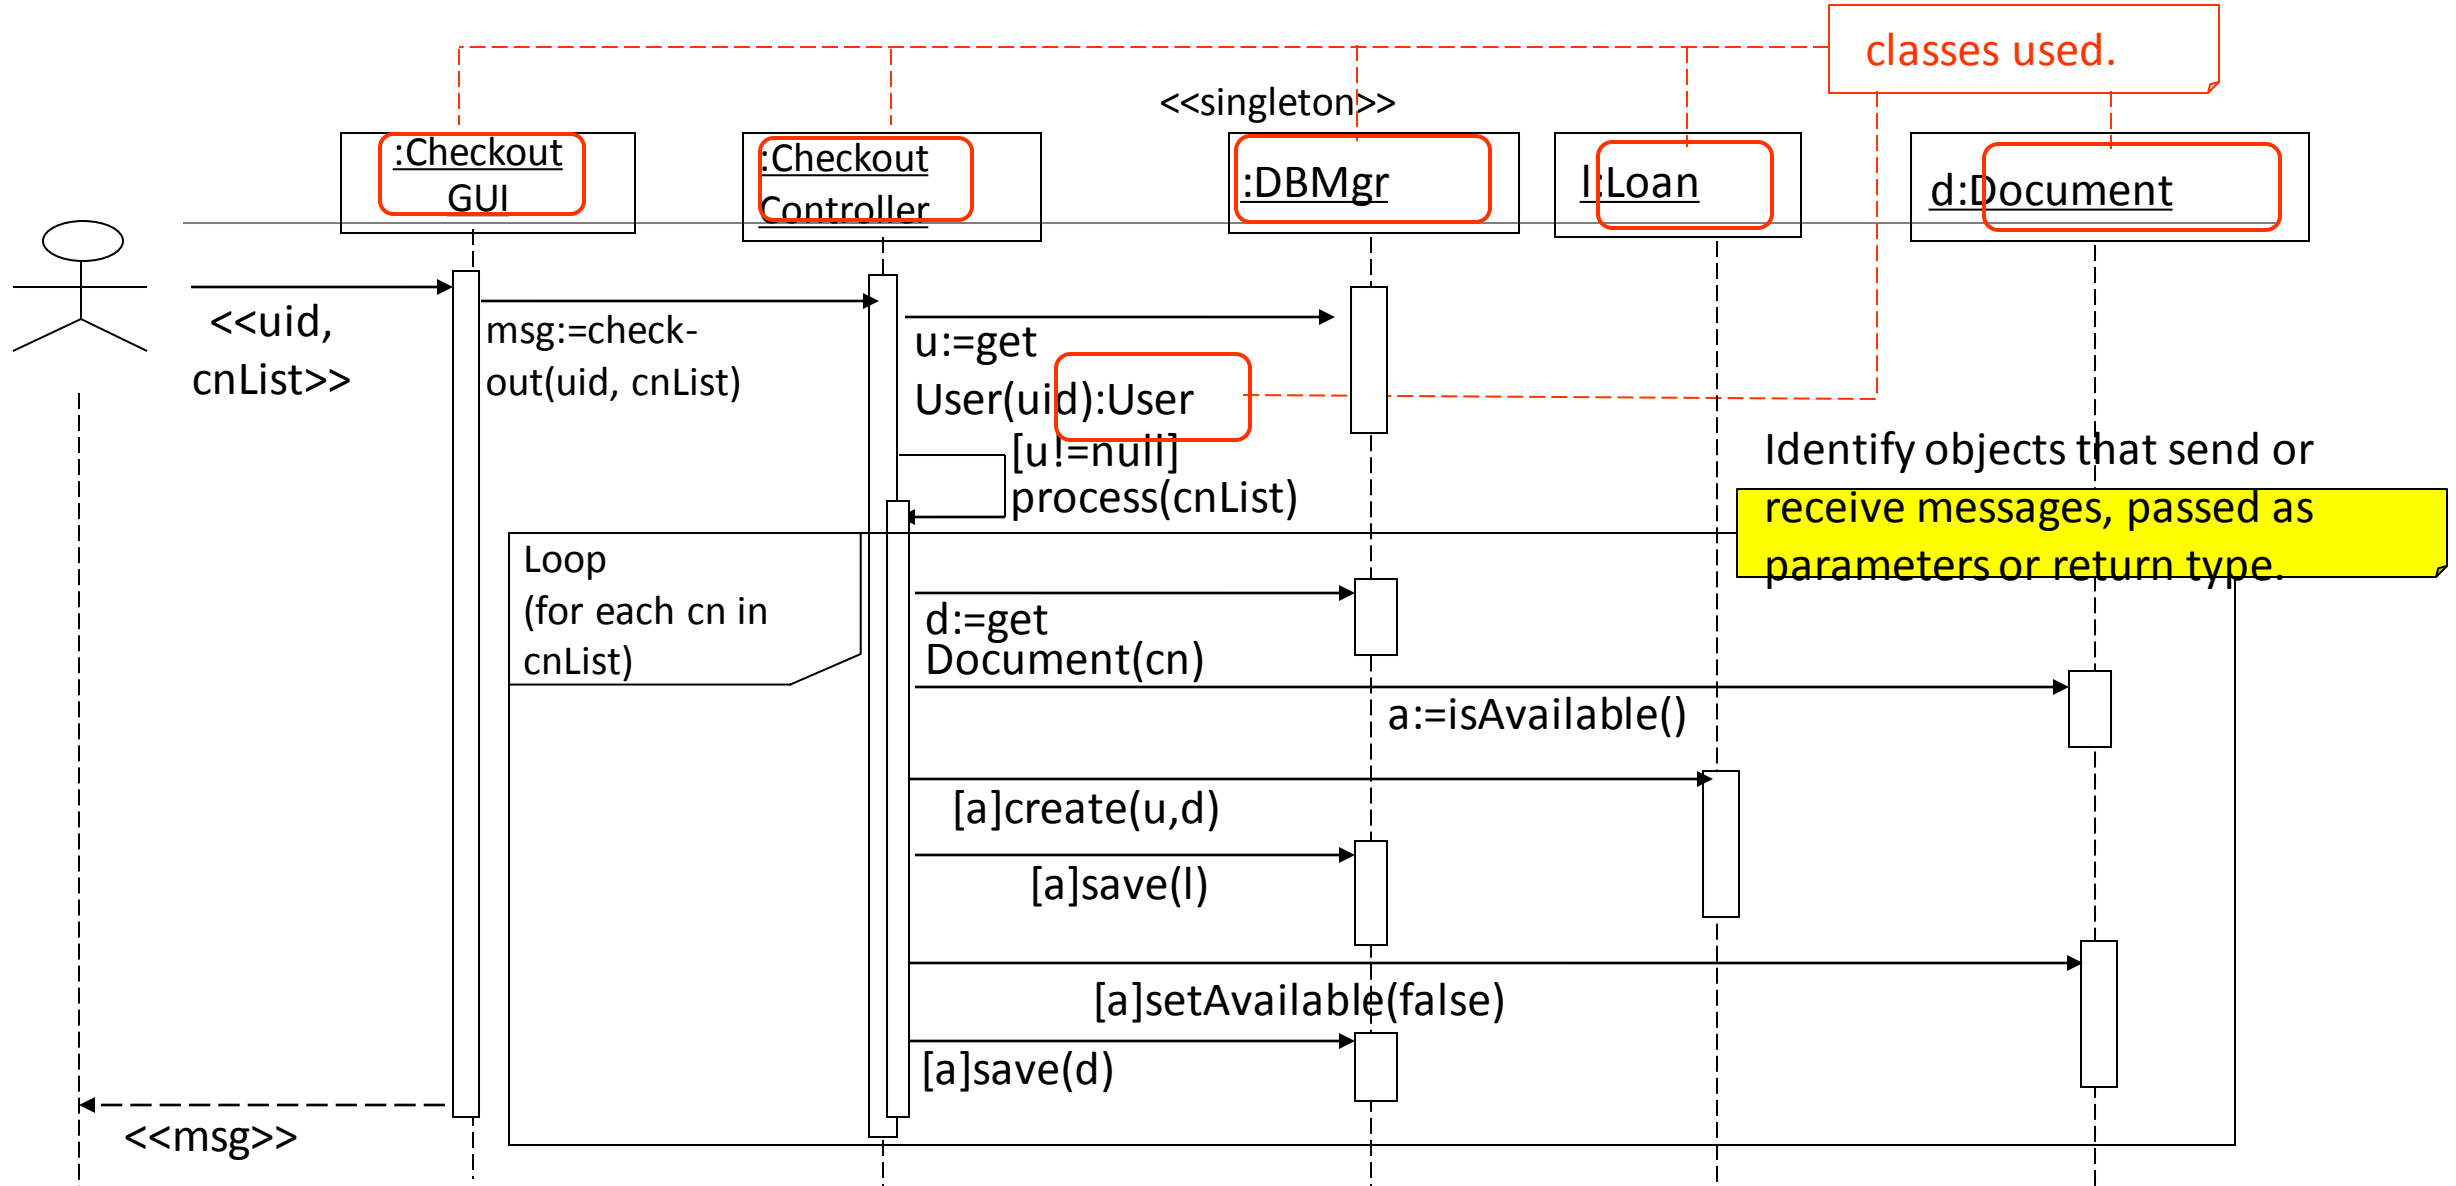 classes used.
<<singleton>>
:Checkout
GUI
:Checkout
Controller
:DBMgr
l:Loan
d:Document
<<uid,
cnList>>
msg:=check-
out(uid, cnList)
u:=get
User(uid):User
[u!=null]
process(cnList)
Identify objects that send or
receive messages, passed as
parameters or return type.
Loop
(for each cn in
cnList)
d:=get
Document(cn)
a:=isAvailable()
[a]create(u,d)
[a]save(l)
[a]setAvailable(false)
[a]save(d)
<<msg>>